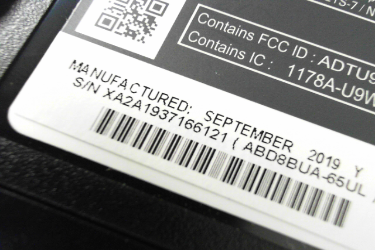 Contains FCC ID : ADTU9
Contains IC : 1178A-U9W
MANUFACTURED: SEPTEMBER 2019 Y
S/N XA2A1937166121 ( ABD8BUA-65UL